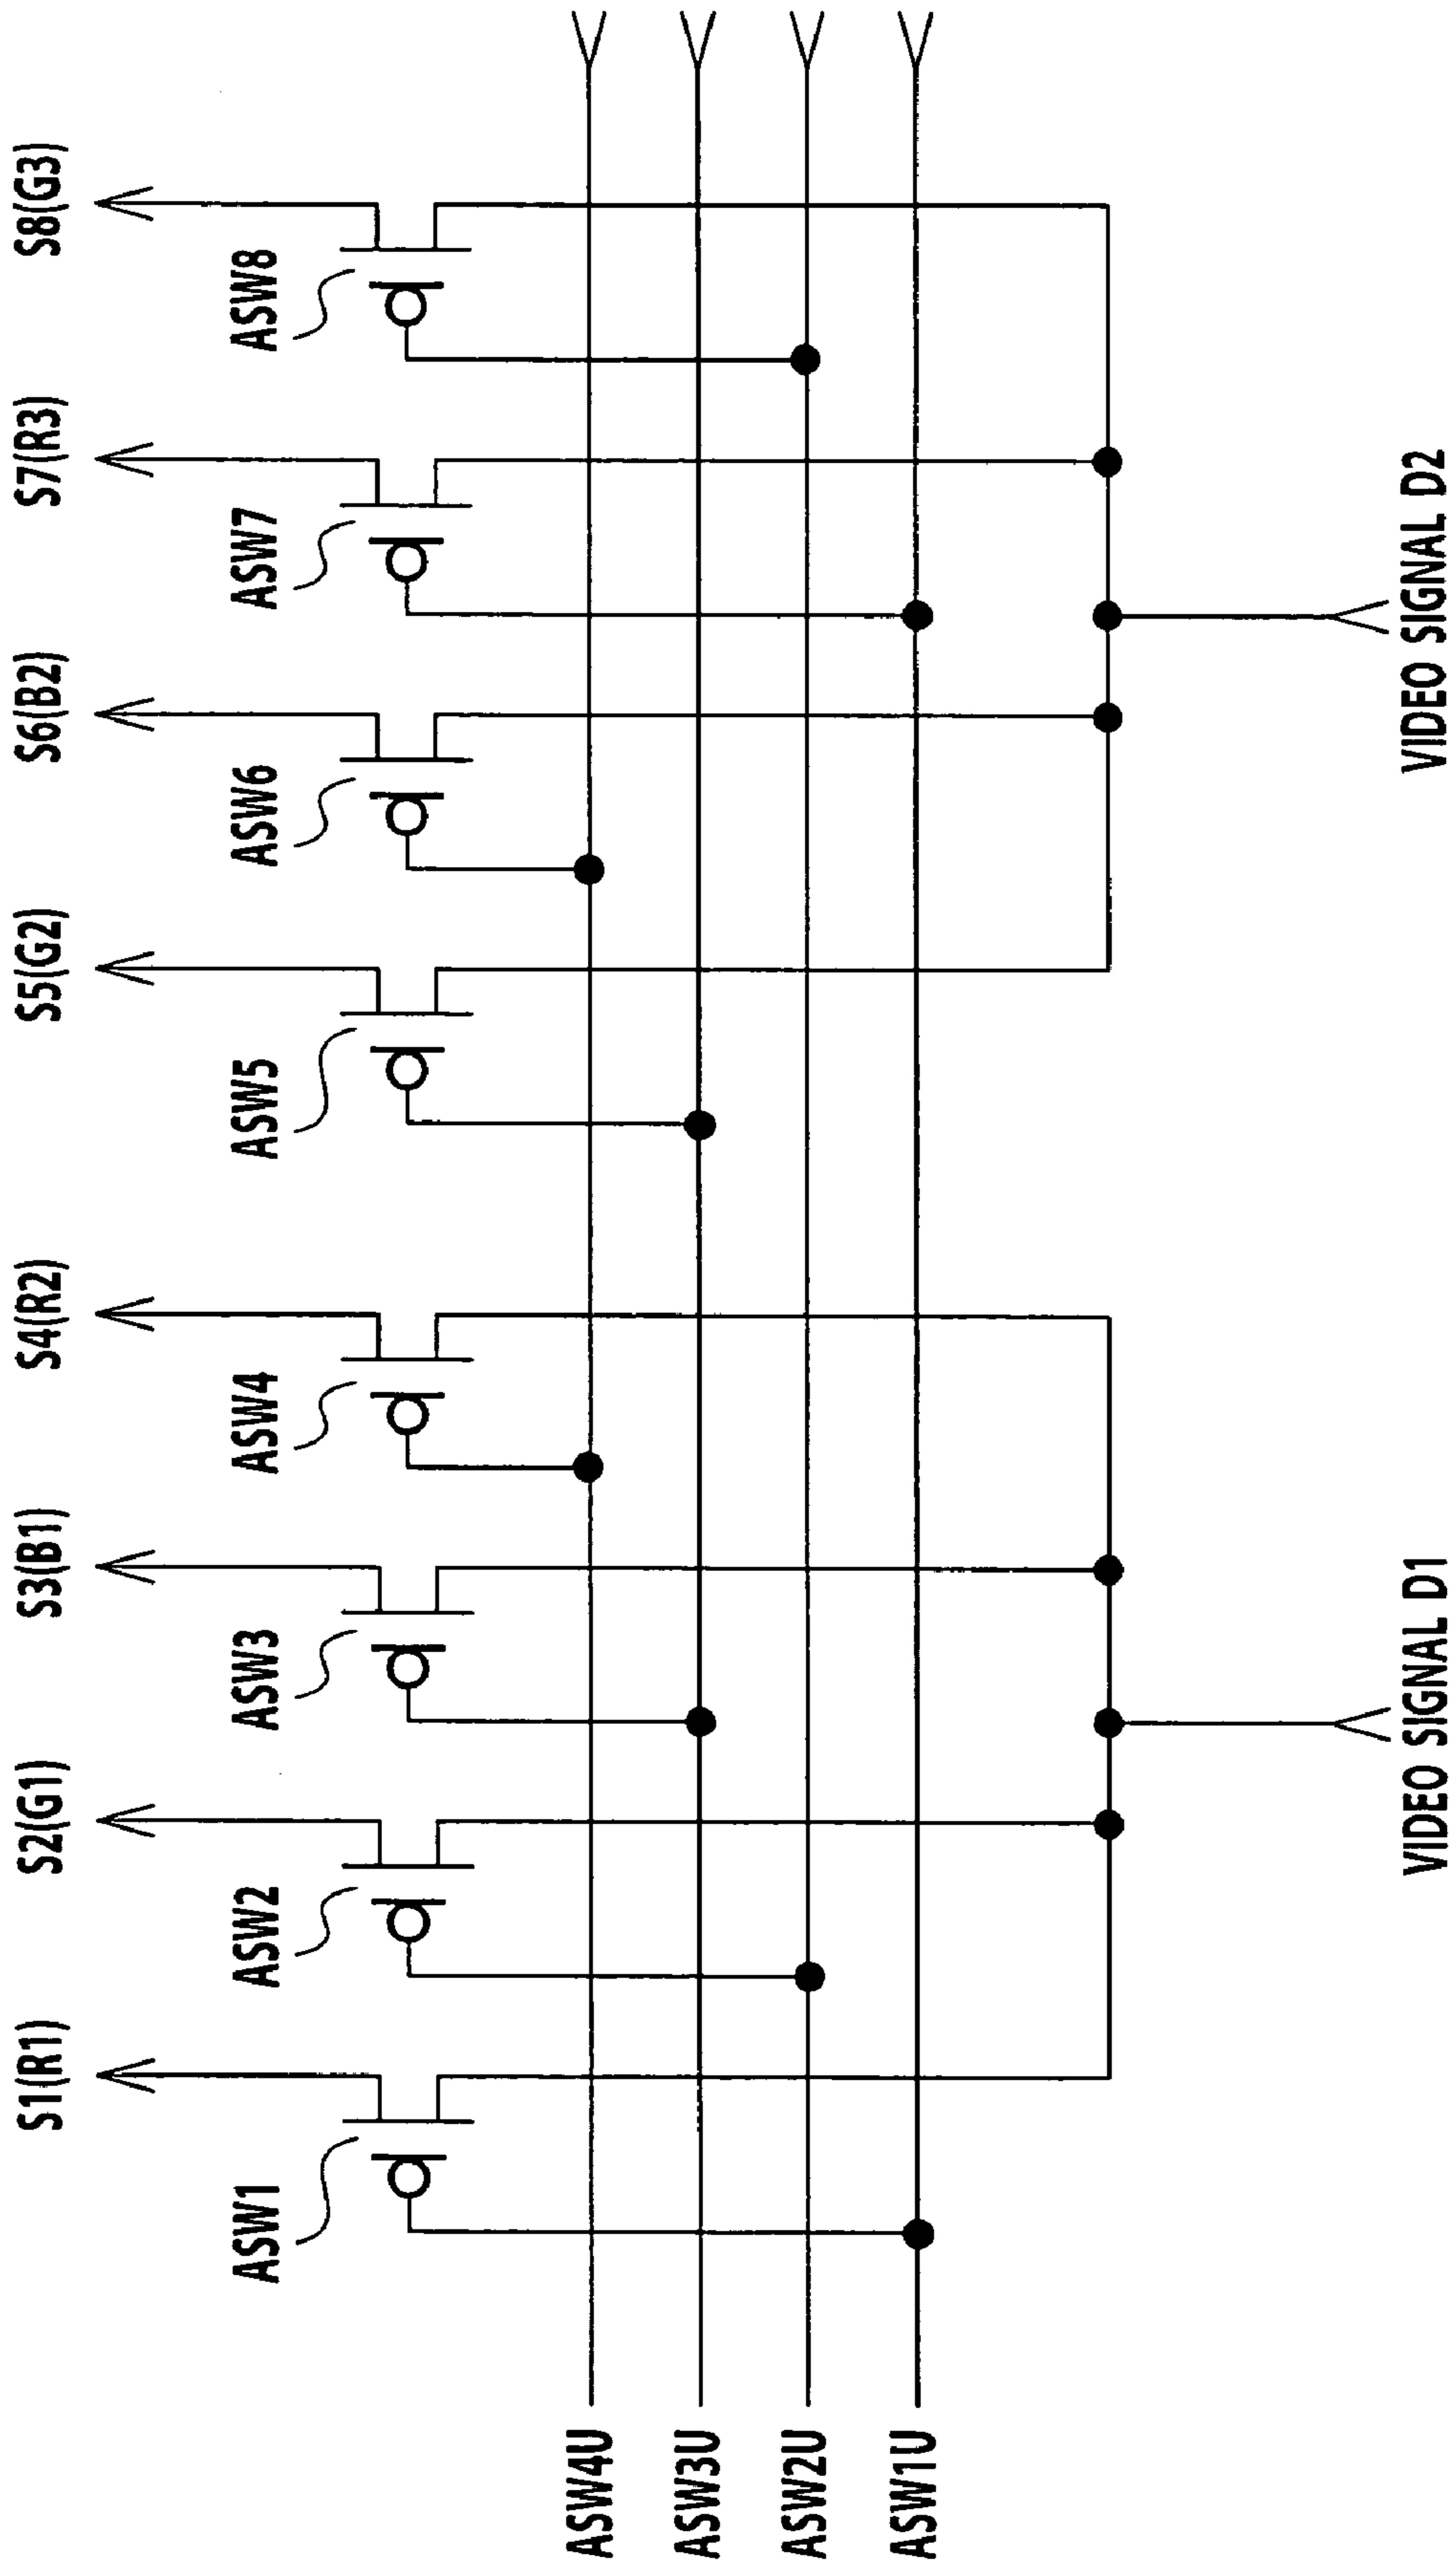 S1(R1)
S2(G1)
S3(B1)
S4(R2)
S5(G2)
S6(B2)
S7(R3)
S8(G3)
ASW1
ASW2
ASW3
ASW4
ASW5
ASW6
ASW7
ASW8
ASW4U
ASW3U
ASW2U
ASW1U
VIDEO SIGNAL D1
VIDEO SIGNAL D2